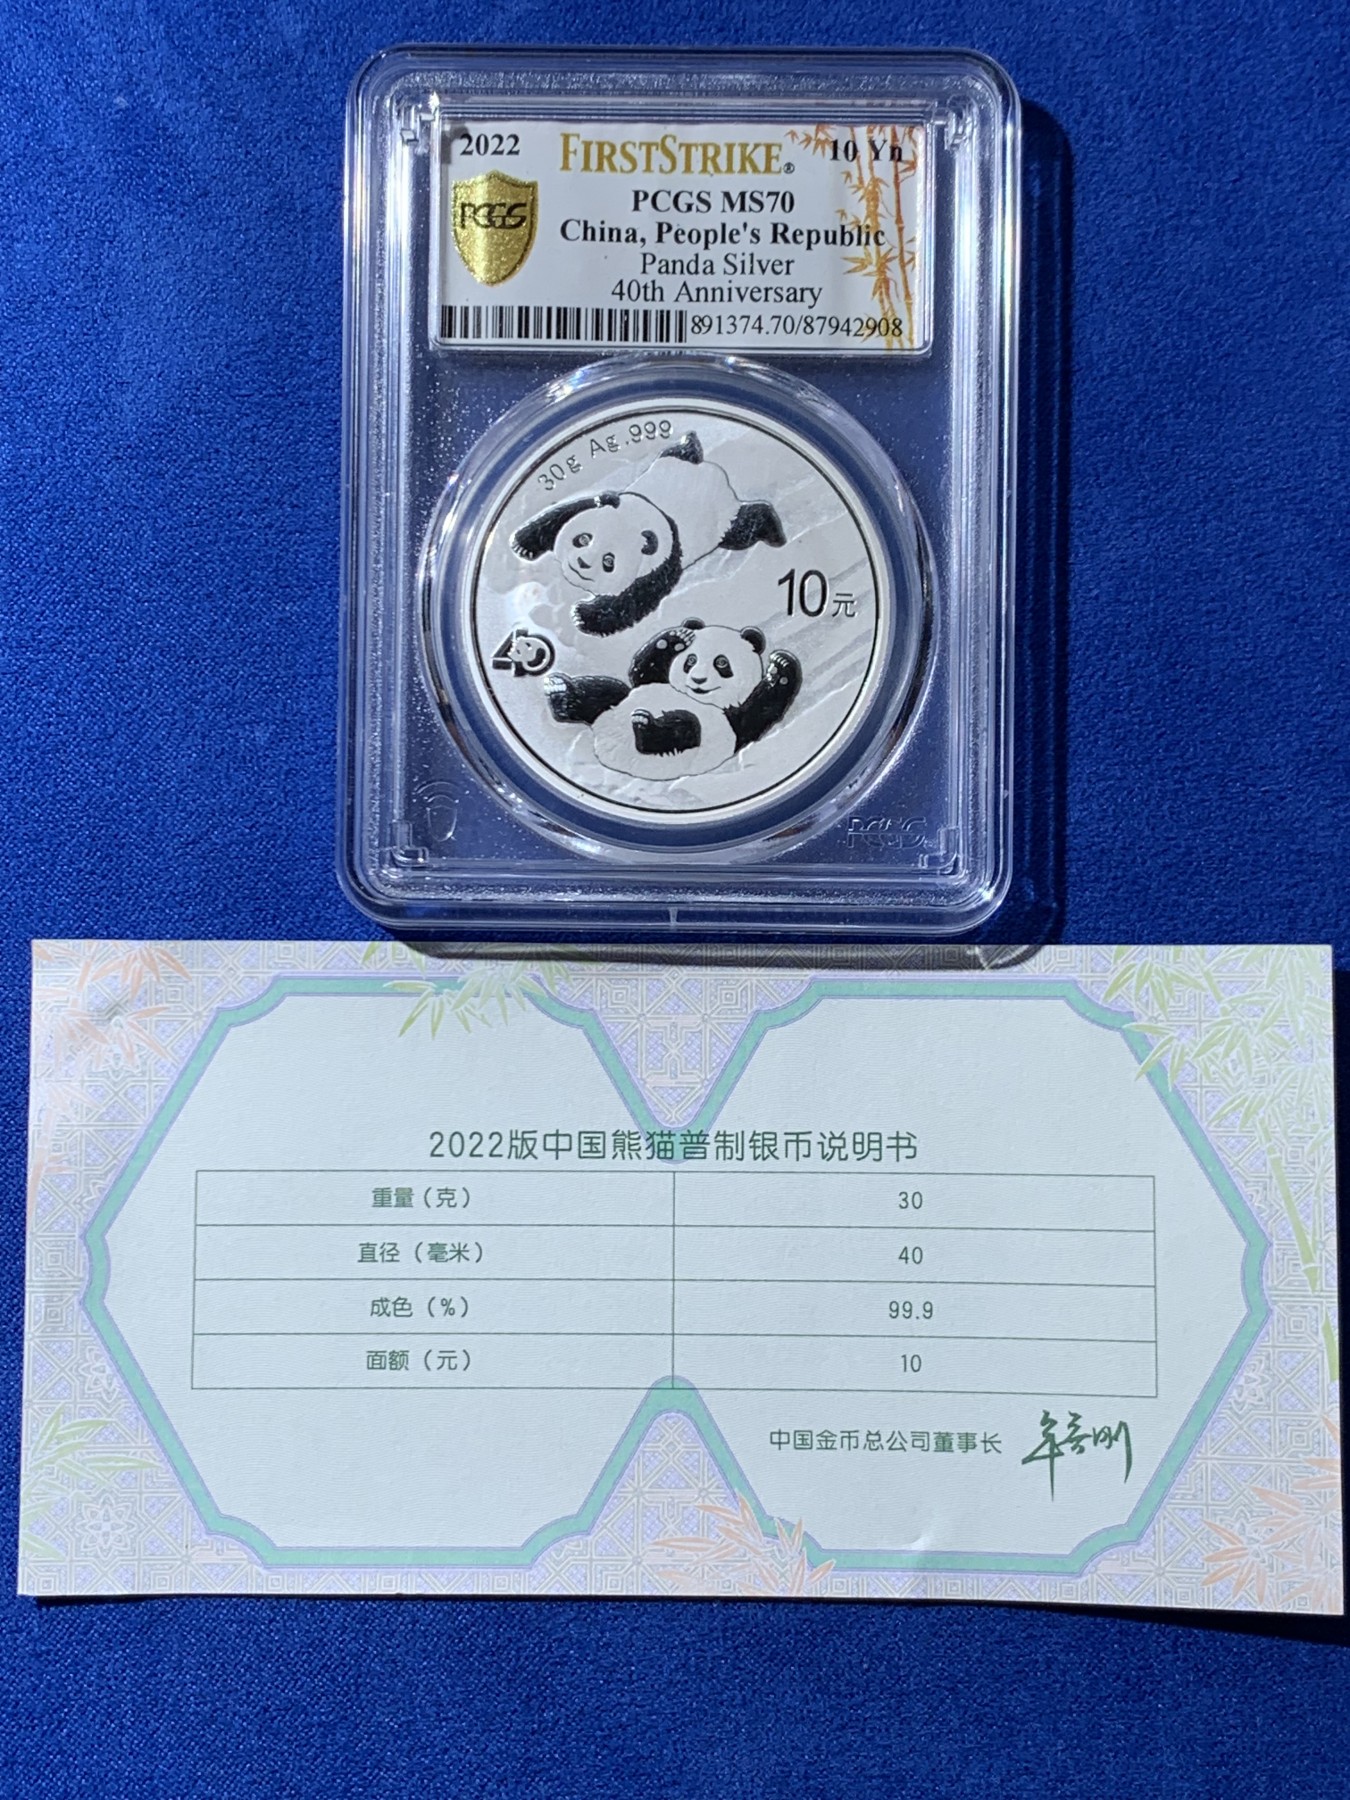 2022 FIRSTSTRIKE® 10 Yn
PCGS
PCGS MS70
China, People's Republic
Panda Silver
40th Anniversary
891374.70/87942908
30g Ag.999
10元
40
PCGS
2022版中国熊猫普制银币说明书
重量（克） 30
直径（毫米） 40
成色（%） 99.9
面额（元） 10
中国金币总公司董事长